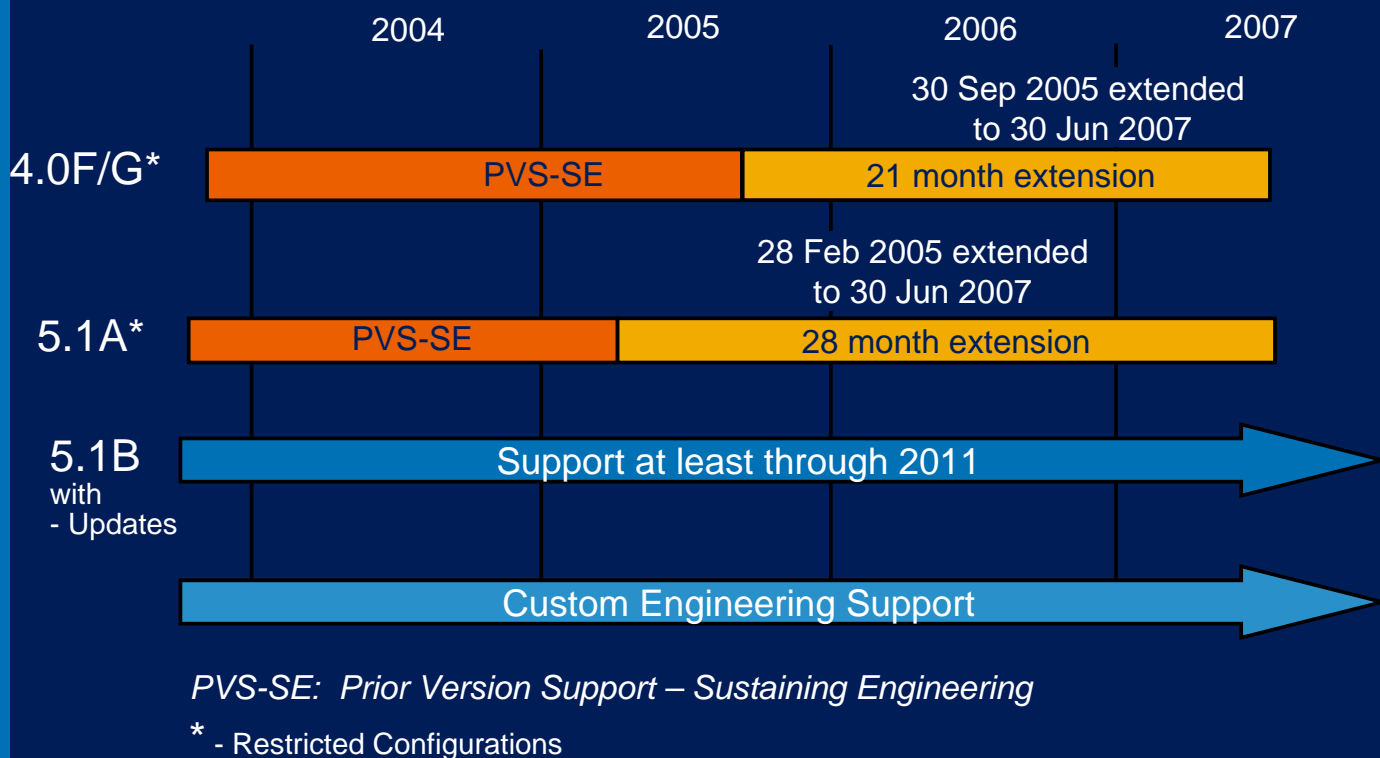 2004 2005 2006 2007
30 Sep 2005 extended
to 30 Jun 2007
4.0F/G*
PVS-SE
21 month extension
28 Feb 2005 extended
to 30 Jun 2007
5.1A*
PVS-SE
28 month extension
5.1B
with
- Updates
Support at least through 2011
Custom Engineering Support
PVS-SE: Prior Version Support – Sustaining Engineering
* - Restricted Configurations